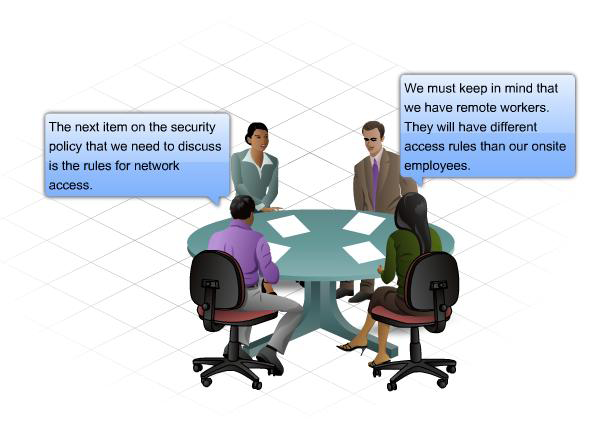 The next item on the security
policy that we need to discuss
is the rules for network
access.
We must keep in mind that
we have remote workers.
They will have different
access rules than our onsite
employees.